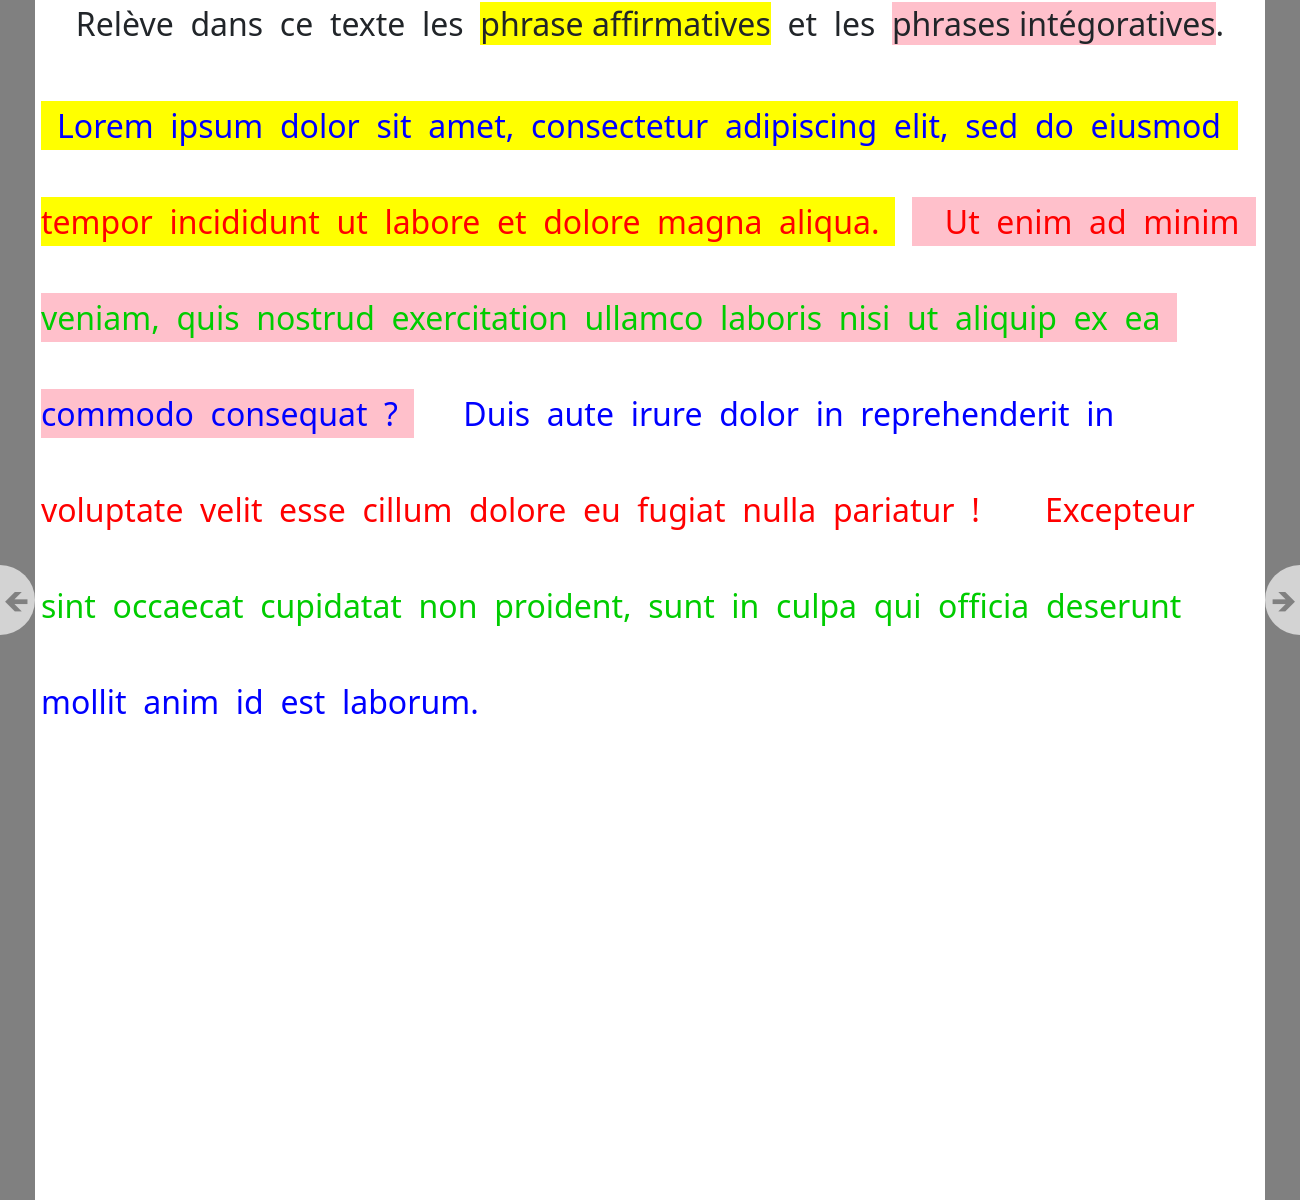 Relève dans ce texte les phrase affirmatives et les phrases intégoratives.
Lorem ipsum dolor sit amet, consectetur adipiscing elit, sed do eiusmod
tempor incididunt ut labore et dolore magna aliqua. Ut enim ad minim
veniam, quis nostrud exercitation ullamco laboris nisi ut aliquip ex ea
commodo consequat ? Duis aute irure dolor in reprehenderit in
voluptate velit esse cillum dolore eu fugiat nulla pariatur ! Excepteur
sint occaecat cupidatat non proident, sunt in culpa qui officia deserunt
mollit anim id est laborum.